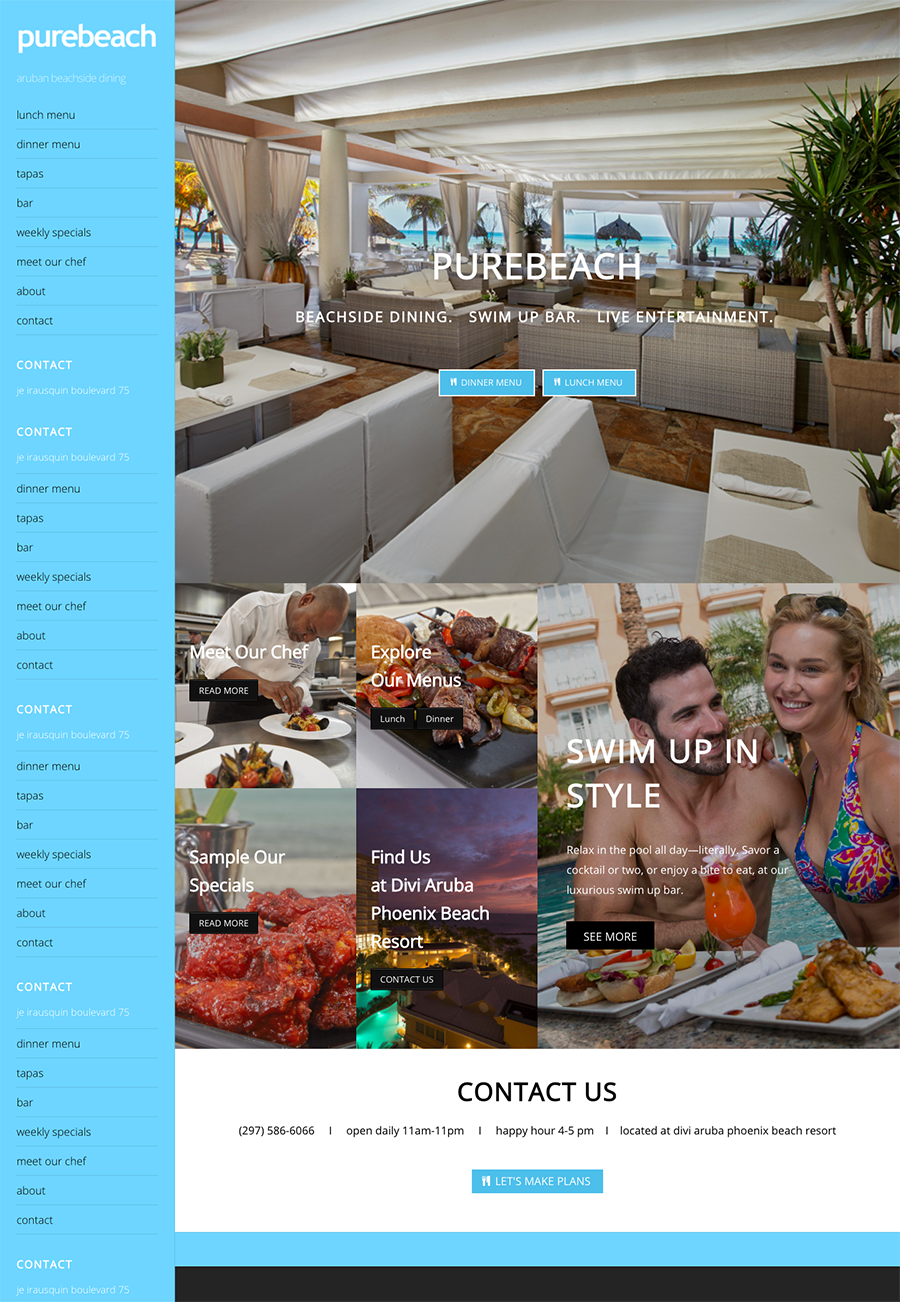 purebeach
aruban beachside dining
lunch menu
dinner menu
tapas
bar
weekly specials
meet our chef
about
contact
CONTACT
je irausquin boulevard 75
CONTACT
je irausquin boulevard 75
dinner menu
tapas
bar
weekly specials
meet our chef
about
contact
CONTACT
je irausquin boulevard 75
dinner menu
tapas
bar
weekly specials
meet our chef
about
contact
CONTACT
je irausquin boulevard 75
dinner menu
tapas
bar
weekly specials
meet our chef
about
contact
CONTACT
je irausquin boulevard 75
PUREBEACH
BEACHSIDE DINING. SWIM UP BAR. LIVE ENTERTAINMENT.
DINNER MENU LUNCH MENU
Meet Our Chef
READ MORE
Explore
Our Menus
Lunch Dinner
Sample Our
Specials
READ MORE
Find Us
at Divi Aruba
Phoenix Beach
Resort
CONTACT US
SWIM UP IN
STYLE
Relax in the pool all day—literally. Savor a
cocktail or two, or enjoy a bite to eat, at our
luxurious swim up bar.
SEE MORE
CONTACT US
(297) 586-6066 I open daily 11am-11pm I happy hour 4-5 pm I located at divi aruba phoenix beach resort
LET'S MAKE PLANS